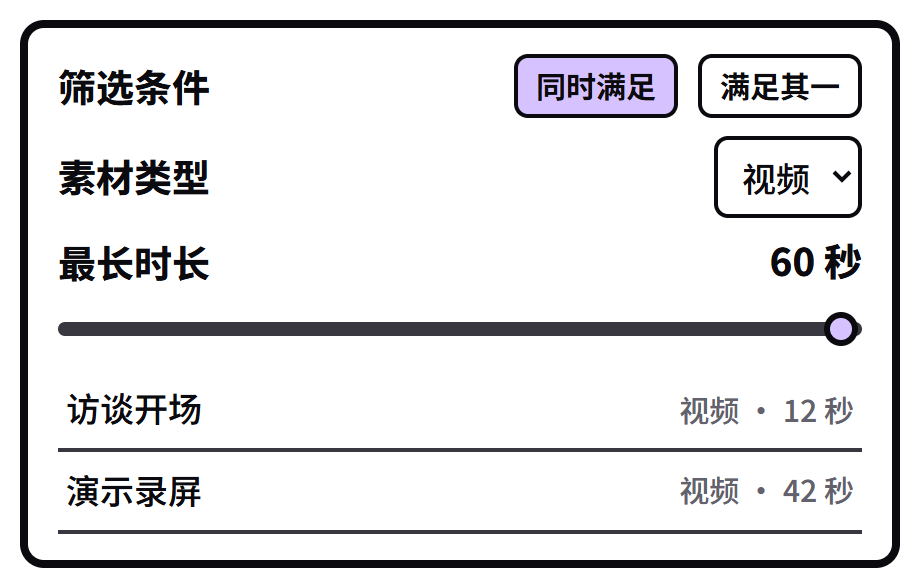 筛选条件 同时满足 满足其一
素材类型 视频
最长时长 60 秒
访谈开场 视频 · 12 秒
演示录屏 视频 · 42 秒